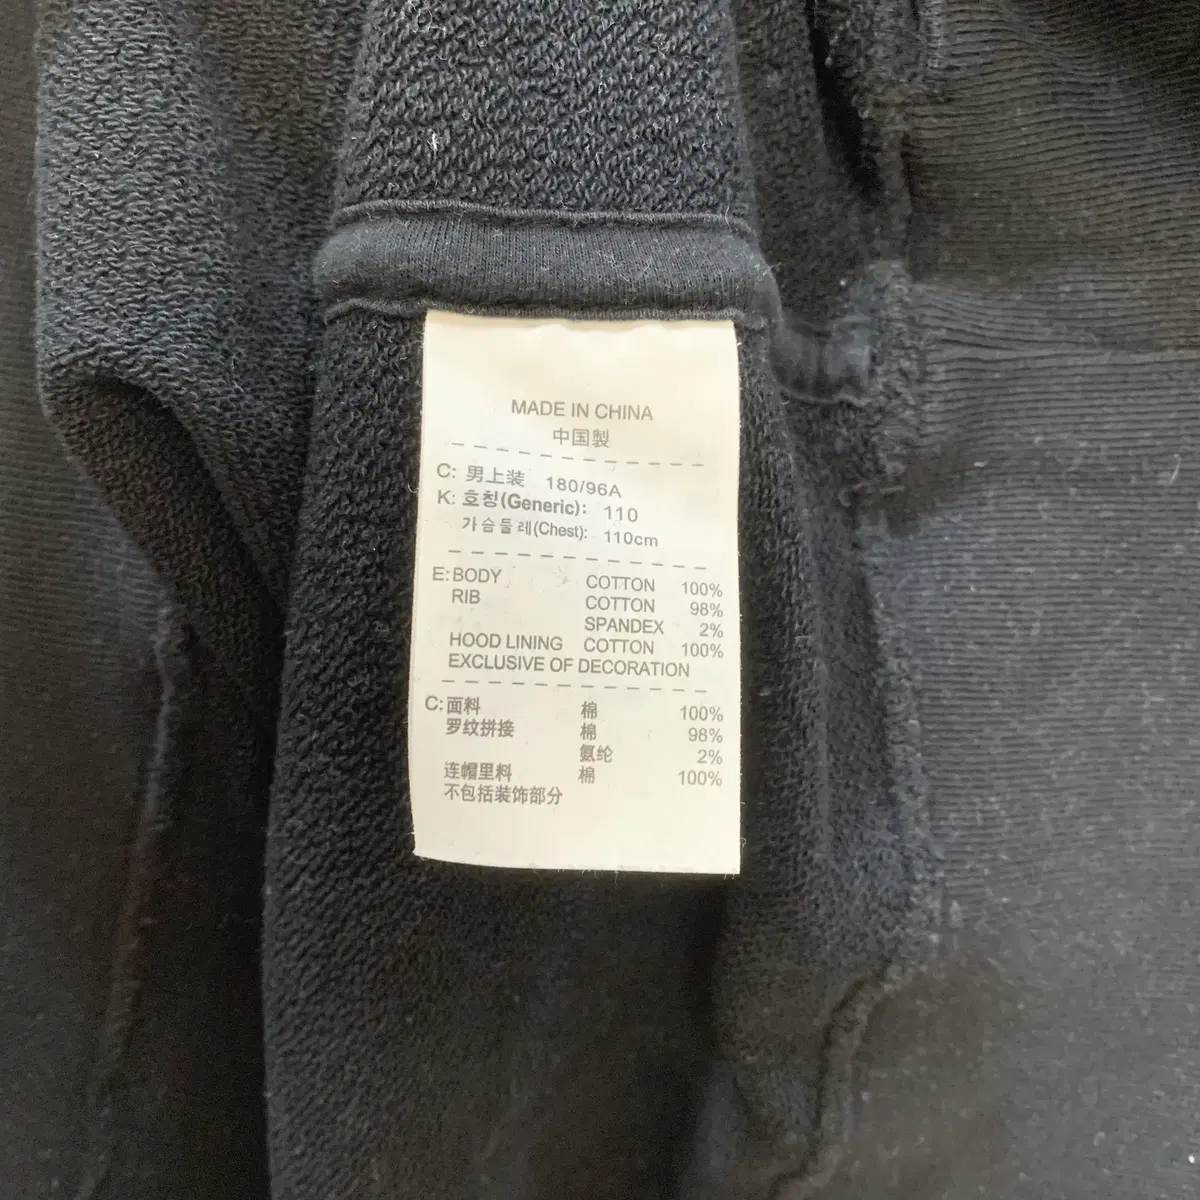 MADE IN CHINA
中国製
C: 男上装 180/96A
K: 호칭(Generic): 110
가슴둘레(Chest): 110cm
E: BODY COTTON 100%
RIB COTTON 98%
SPANDEX 2%
HOOD LINING COTTON 100%
EXCLUSIVE OF DECORATION
C: 面料 棉 100%
罗纹拼接 棉 98%
氨纶 2%
连帽里料 棉 100%
不包括装饰部分